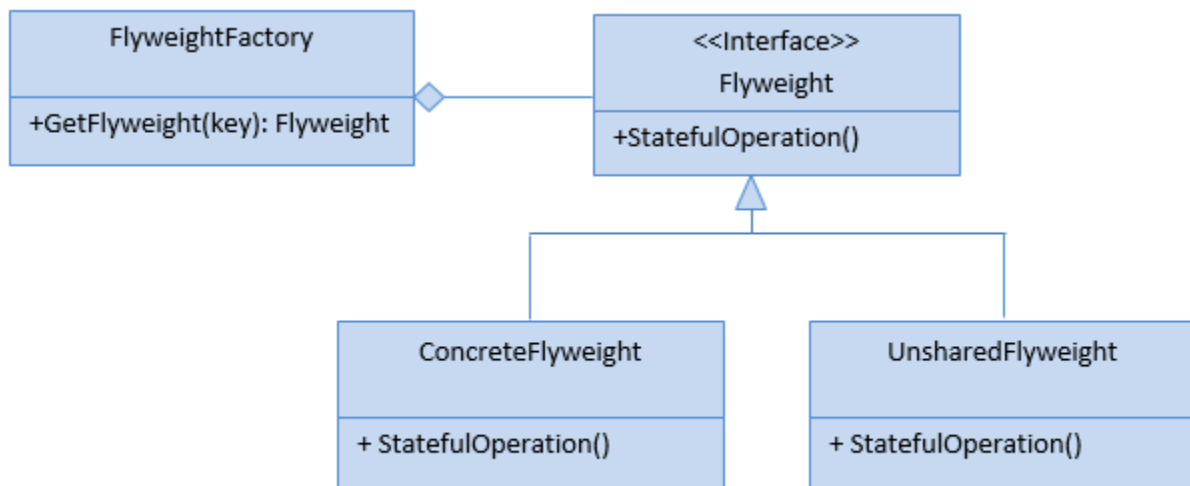 FlyweightFactory
+GetFlyweight(key): Flyweight
<<Interface>>
Flyweight
+StatefulOperation()
ConcreteFlyweight
+ StatefulOperation()
UnsharedFlyweight
+ StatefulOperation()